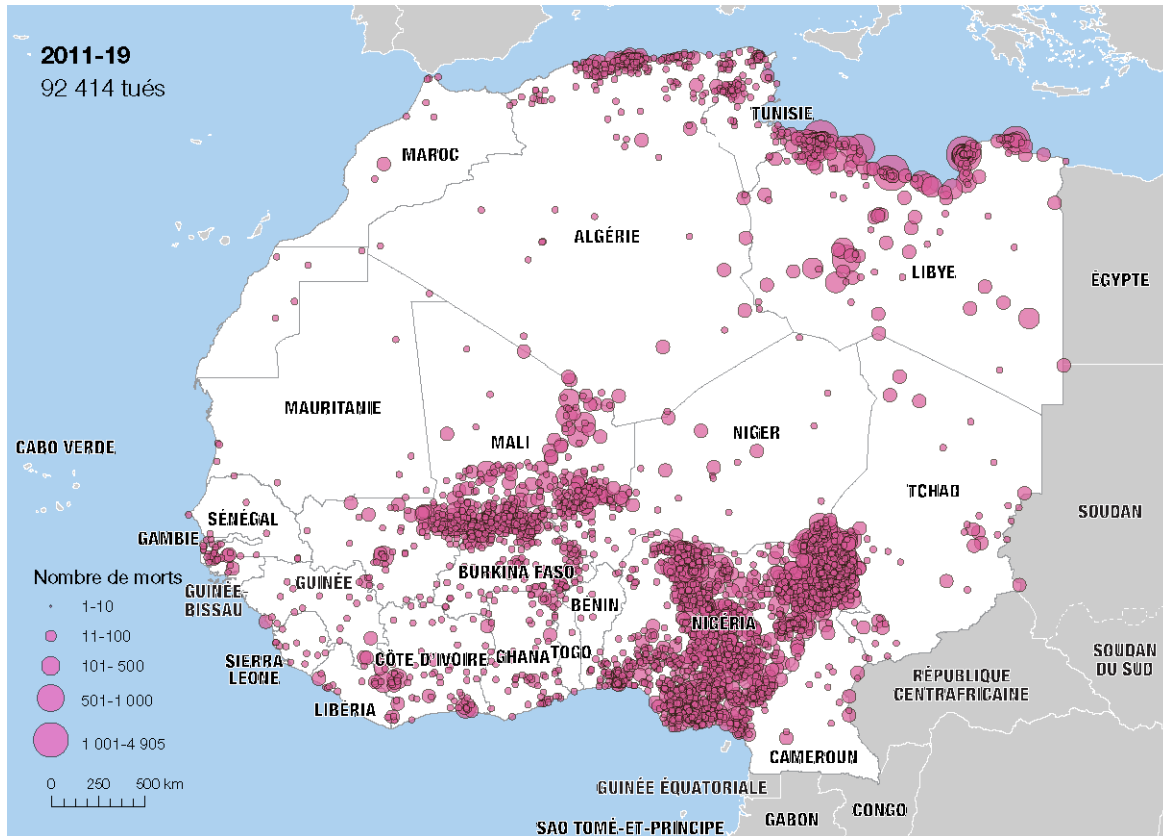 2011-19
92 414 tués
TUNISIE
MAROC
ALGÉRIE
LIBYE
ÉGYPTE
MAURITANIE
CABO VERDE
MALI
NIGER
TCHAD
SOUDAN
SÉNÉGAL
GAMBIE
GUINÉE-
BISSAU
GUINÉE
BURKINA FASO
BÉNIN
NIGÉRIA
SIERRA
LEONE
LIBÉRIA
CÔTE D'IVOIRE
GHANA
TOGO
RÉPUBLIQUE
CENTRAFRICAINE
SOUDAN
DU SUD
CAMEROUN
GUINÉE ÉQUATORIALE
GABON
CONGO
SAO TOMÉ-ET-PRINCIPE
Nombre de morts
1-10
11-100
101- 500
501-1 000
1 001-4 905
0 250 500 km